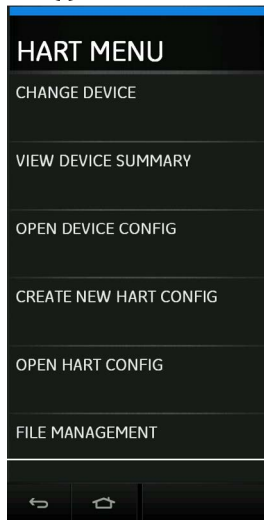 HART MENU
CHANGE DEVICE
VIEW DEVICE SUMMARY
OPEN DEVICE CONFIG
CREATE NEW HART CONFIG
OPEN HART CONFIG
FILE MANAGEMENT